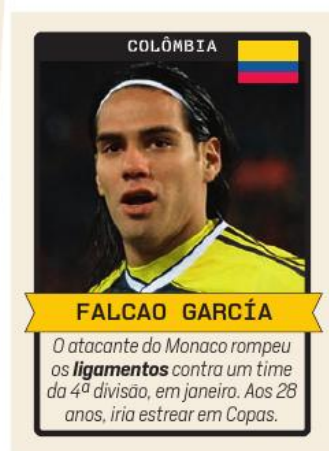 COLÔMBIA
FALCAO GARCÍA
O atacante do Monaco rompeu
os ligamentos contra um time
da 4ª divisão, em janeiro. Aos 28
anos, iria estrear em Copas.